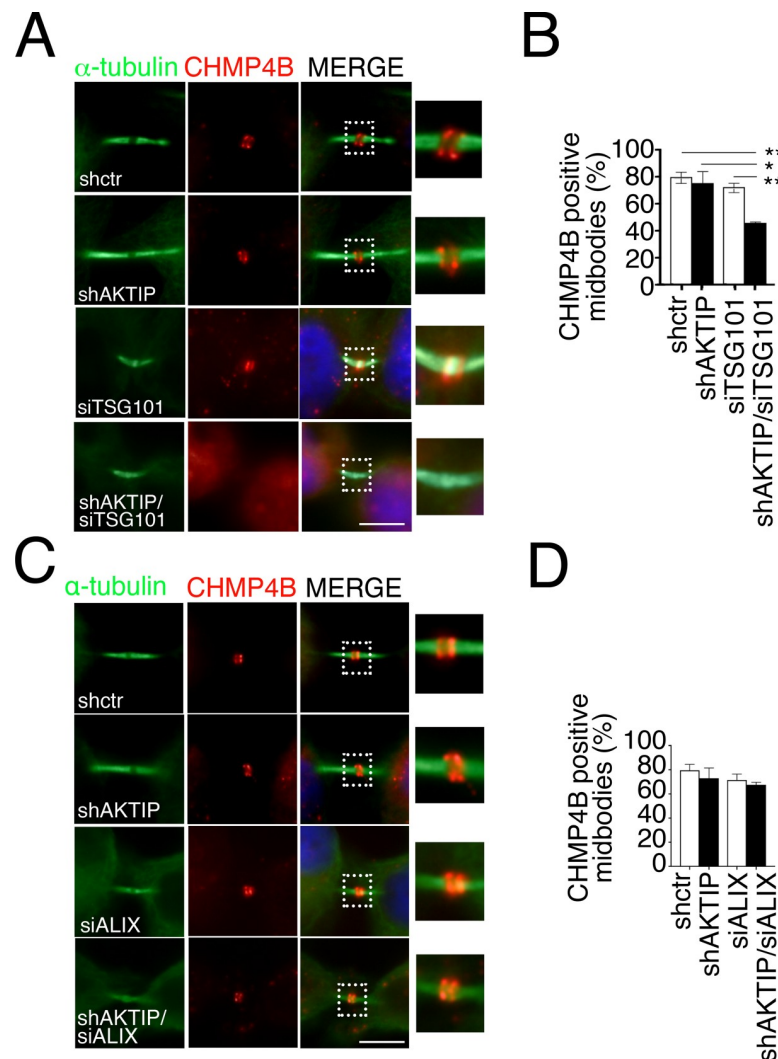 A
α-tubulin CHMP4B MERGE
shctr
shAKTIP
siTSG101
shAKTIP/
siTSG101
B
CHMP4B positive
midbodies (%)
100
80
60
40
20
0
**
*
**
shctr
shAKTIP
siTSG101
shAKTIP/siTSG101
C
α-tubulin CHMP4B MERGE
shctr
shAKTIP
siALIX
shAKTIP/
siALIX
D
CHMP4B positive
midbodies (%)
100
80
60
40
20
0
shctr
shAKTIP
siALIX
shAKTIP/siALIX